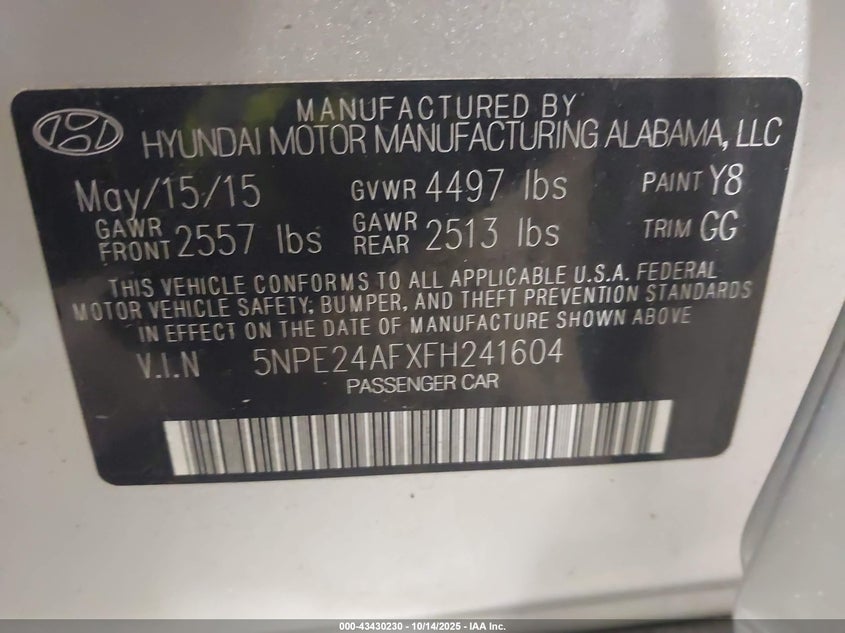 MANUFACTURED BY
HYUNDAI MOTOR MANUFACTURING ALABAMA, LLC
May/15/15 GVWR 4497 lbs PAINT Y8
GAWR FRONT 2557 lbs GAWR REAR 2513 lbs TRIM GG
THIS VEHICLE CONFORMS TO ALL APPLICABLE U.S.A. FEDERAL
MOTOR VEHICLE SAFETY, BUMPER, AND THEFT PREVENTION STANDARDS
IN EFFECT ON THE DATE OF MANUFACTURE SHOWN ABOVE
V.I.N 5NPE24AFXFH241604
PASSENGER CAR
000-43430230 - 10/14/2025 - IAA Inc.